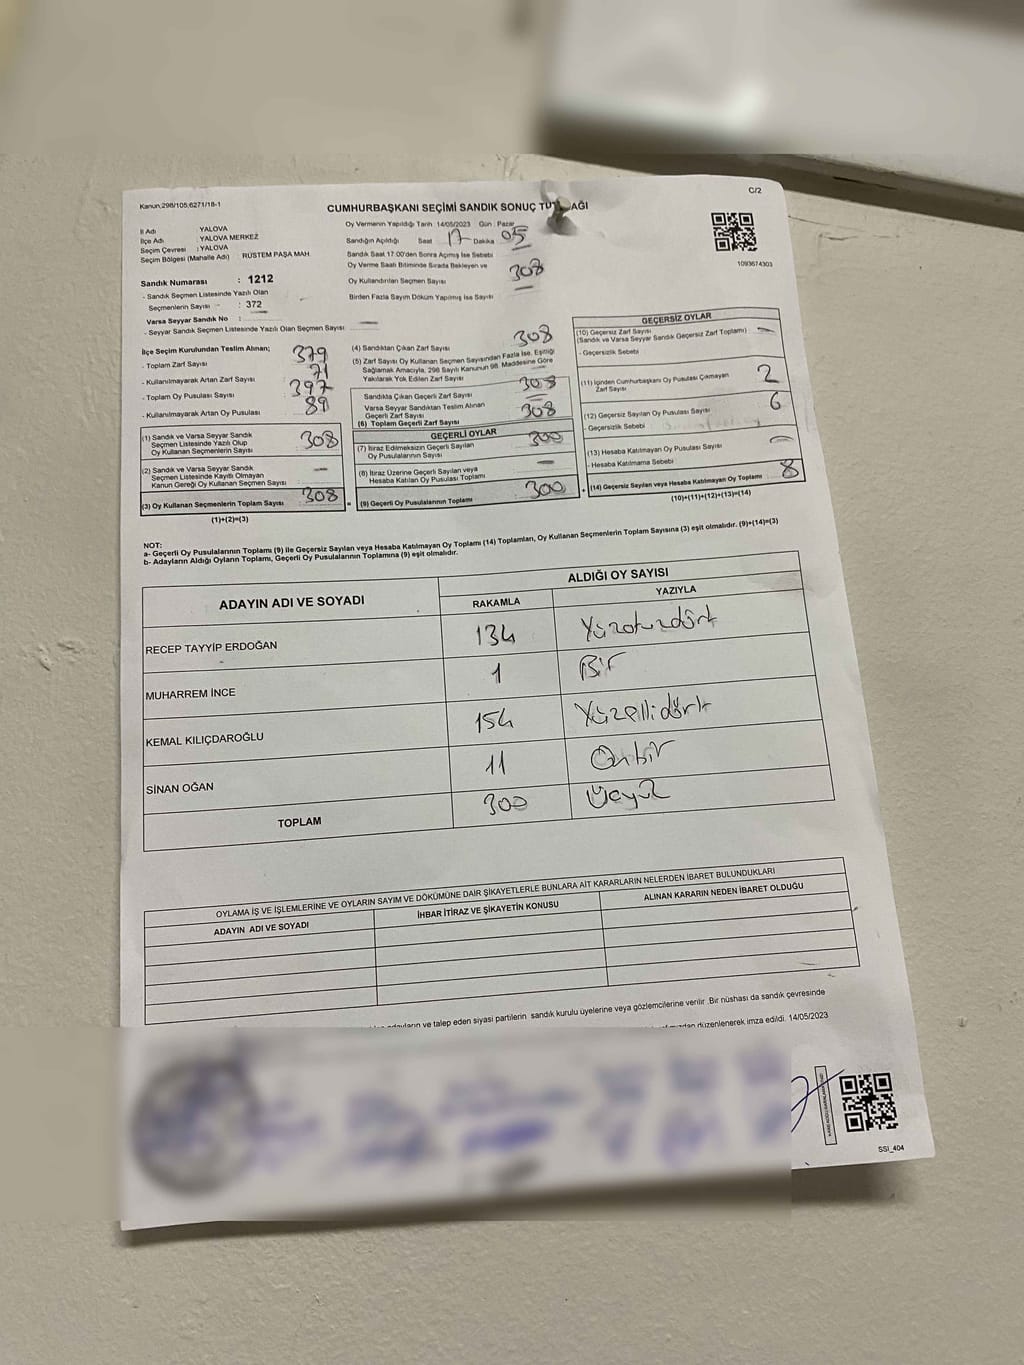 C/2
Kanun.298/105,6271/18-1
CUMHURBAŞKANI SEÇİMİ SANDIK SONUÇ TUTANAĞI
İl Adı YALOVA
İlçe Adı : YALOVA MERKEZ
Seçim Çevresi : YALOVA
Seçim Bölgesi (Mahalle Adı) RÜSTEM PAŞA MAH.
Oy Vermenin Yapıldığı Tarih 14/05/2023 Gün : Pazar
Sandığın Açıldığı Saat 17 Dakika 05
Sandık Saat 17.00'den Sonra Açımış İse Sebebi
Oy Verme Saati Bitiminde Sırada Bekleyen ve
Oy Kullandırılan Seçmen Sayısı 308
Birden Fazla Sayım Döküm Yapılmış İse Sayısı
1093674303
Sandık Numarası : 1212
- Sandık Seçmen Listesinde Yazılı Olan
Seçmenlerin Sayısı : 372
Varsa Seyyar Sandık No :
- Seyyar Sandık Seçmen Listesinde Yazılı Olan Seçmen Sayısı
İlçe Seçim Kurulundan Teslim Alınan;
- Toplam Zarf Sayısı 379
- Kullanılmayarak Artan Zarf Sayısı 71
- Toplam Oy Pusulası Sayısı 397
- Kullanılmayarak Artan Oy Pusulası 89
(1) Sandık ve Varsa Seyyar Sandık
Seçmen Listesinde Yazılı Olup
Oy Kullanan Seçmenlerin Sayısı 308
(2) Sandık ve Varsa Seyyar Sandık
Seçmen Listesinde Kayıtlı Olmayan
Kanun Gereği Oy Kullanan Seçmen Sayısı
(3) Oy Kullanan Seçmenlerin Toplam Sayısı 308
(1)+(2)=(3)
(4) Sandıktan Çıkan Zarf Sayısı 308
(5) Zarf Sayısı Oy Kullanan Seçmen Sayısından Fazla İse, Eşitliği
Sağlamak Amacıyla, 298 Sayılı Kanunun 98. Maddesine Göre
Yakılarak Yok Edilen Zarf Sayısı
Sandıkta Çıkan Geçerli Zarf Sayısı 308
Varsa Seyyar Sandıktan Teslim Alınan
Geçerli Zarf Sayısı
(6) Toplam Geçerli Zarf Sayısı 308
GEÇERLİ OYLAR
(7) İtiraz Edilmeksizin Geçerli Sayılan
Oy Pusulasının Sayısı 300
(8) İtiraz Üzerine Geçerli Sayılan veya
Hesaba Katılan Oy Pusulası Toplamı
(9) Geçerli Oy Pusulalarının Toplamı 300
GEÇERSİZ OYLAR
(10) Geçersiz Zarf Sayısı
(Sandık ve Varsa Seyyar Sandık Geçersiz Zarf Toplamı)
- Geçersizlik Sebebi
(11) İçinden Cumhurbaşkanı Oy Pusulası Çıkmayan
Zarf Sayısı 2
(12) Geçersiz Sayılan Oy Pusulası Sayısı 6
- Geçersizlik Sebebi
(13) Hesaba Katılmayan Oy Pusulası Sayısı
- Hesaba Katılmama Sebebi
(14) Geçersiz Sayılan veya Hesaba Katılmayan Oy Toplamı 8
(10)+(11)+(12)+(13)=(14)
NOT:
a- Geçerli Oy Pusulalarının Toplamı (9) ile Geçersiz Sayılan veya Hesaba Katılmayan Oy Toplamı (14) Toplamları, Oy Kullanan Seçmenlerin Toplam Sayısına (3) eşit olmalıdır. (9)+(14)=(3)
b- Adayların Aldığı Oyların Toplamı, Geçerli Oy Pusulalarının Toplamına (9) eşit olmalıdır.
ADAYIN ADI VE SOYADI ALDIĞI OY SAYISI
RAKAMLA YAZIYLA
RECEP TAYYİP ERDOĞAN 134 Yüzotuzdört
MUHARREM İNCE 1 Bir
KEMAL KILIÇDAROĞLU 154 Yüzellidört
SİNAN OĞAN 11 Onbir
TOPLAM 300 Üçyüz
OYLAMA İŞ VE İŞLEMLERİNE VE OYLARIN SAYIM VE DÖKÜMÜNE DAİR ŞİKAYETLERLE BUNLARA AİT KARARLARIN NELERDEN İBARET BULUNDUKLARI
ADAYIN ADI VE SOYADI İHBAR İTİRAZ VE ŞİKAYETİN KONUSU ALINAN KARARIN NEDEN İBARET OLDUĞU
ve talep eden siyasi partilerin sandık kurulu üyelerine veya gözlemcilerine verilir .Bir nüshası da sandık çevresinde
düzenlenerek imza edildi. 14/05/2023
SSI_404